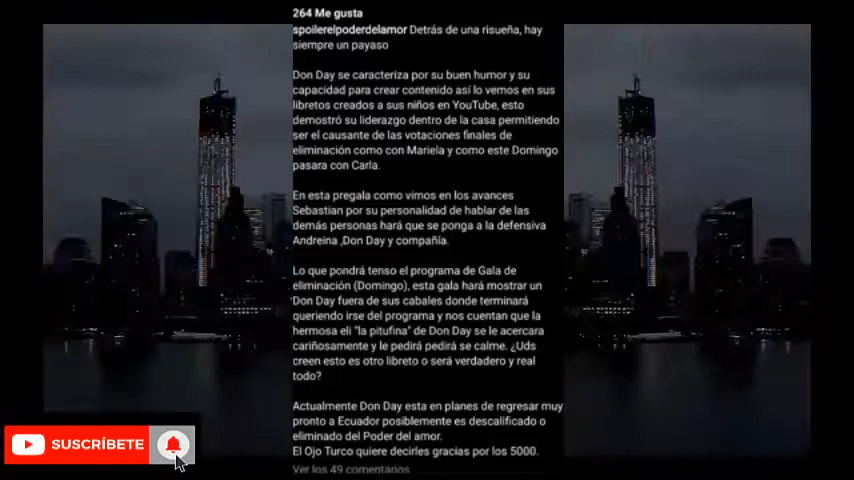 264 Me gusta
spoilerelpoderdelamor Detrás de una risueña, hay
siempre un payaso
Don Day se caracteriza por su buen humor y su
capacidad para crear contenido así lo vemos en sus
libretos creados a sus niños en YouTube, esto
demostró su liderazgo dentro de la casa permitiendo
ser el causante de las votaciones finales de
eliminación como con Mariela y como este Domingo
pasara con Carla.
En esta pregala como vimos en los avances
Sebastian por su personalidad de hablar de las
demás personas hará que se ponga a la defensiva
Andreina ,Don Day y compañía.
Lo que pondrá tenso el programa de Gala de
eliminación (Domingo), esta gala hará mostrar un
Don Day fuera de sus cabales donde terminará
queriendo irse del programa y nos cuentan que la
hermosa eli "la pitufina" de Don Day se le acercara
cariñosamente y le pedirá pedirá se calme. ¿Uds
creen esto es otro libreto o será verdadero y real
todo?
Actualmente Don Day esta en planes de regresar muy
pronto a Ecuador posiblemente es descalificado o
eliminado del Poder del amor.
El Ojo Turco quiere decirles gracias por los 5000.
Ver los 49 comentarios
SUSCRÍBETE